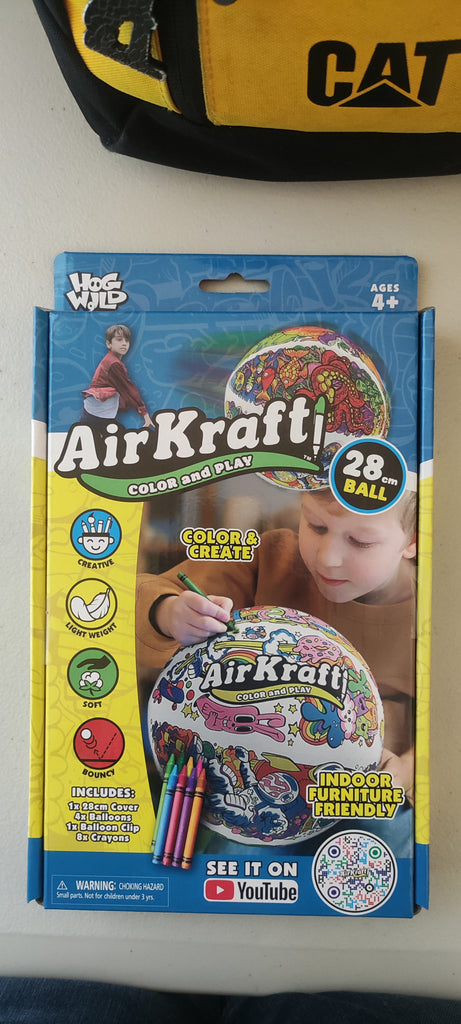 CAT
HOG
WILD
AGES
4+
AirKraft!
TM
COLOR and PLAY
28cm
BALL
COLOR &
CREATE
CREATIVE
LIGHT WEIGHT
SOFT
BOUNCY
AirKraft!
COLOR and PLAY
INCLUDES:
1x 28cm Cover
4x Balloons
1x Balloon Clip
8x Crayons
INDOOR
FURNITURE
FRIENDLY
SEE IT ON
YouTube
WARNING: CHOKING HAZARD
Small parts. Not for children under 3 yrs.